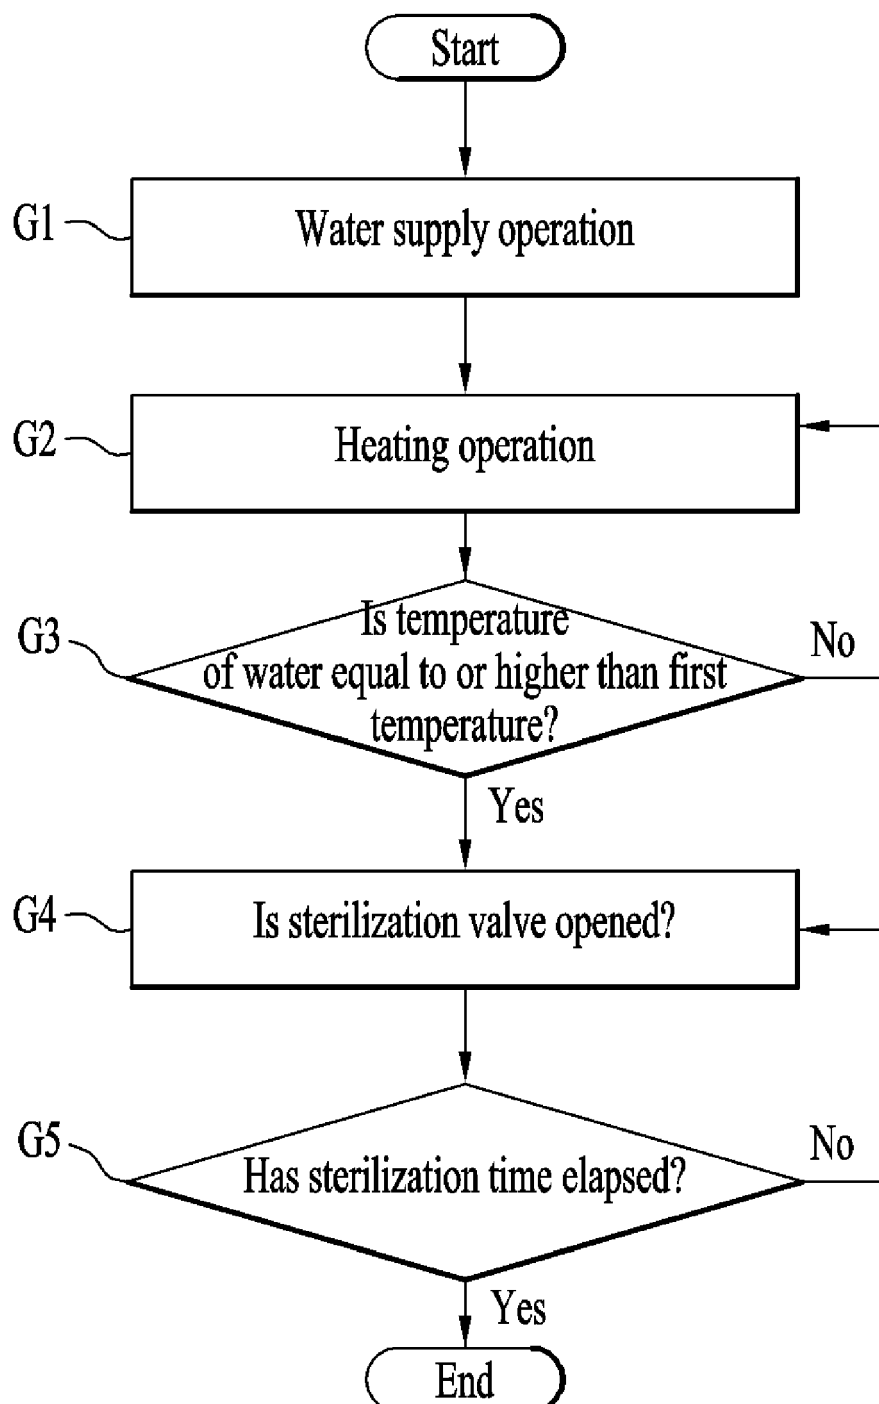 Start
G1
Water supply operation
G2
Heating operation
G3
Is temperature
of water equal to or higher than first
temperature?
No
Yes
G4
Is sterilization valve opened?
G5
Has sterilization time elapsed?
No
Yes
End